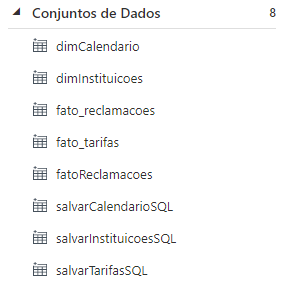 Conjuntos de Dados 8
dimCalendario
dimInstituicoes
fato_reclamacoes
fato_tarifas
fatoReclamacoes
salvarCalendarioSQL
salvarInstituicoesSQL
salvarTarifasSQL